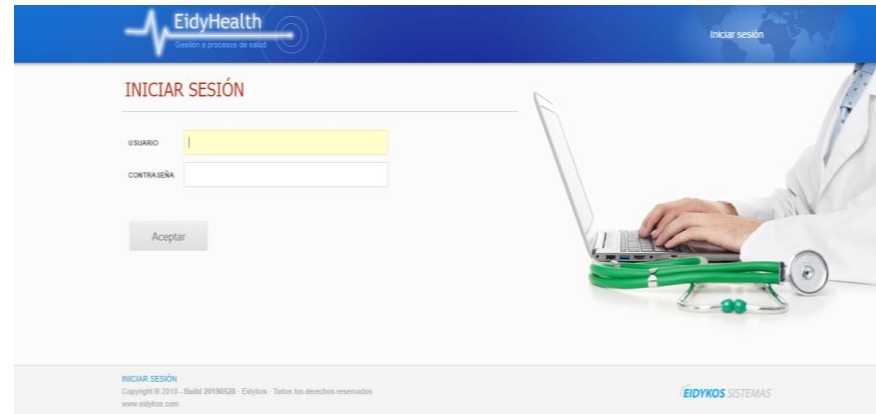 EidyHealth
Gestión a procesos de salud
Iniciar sesión
INICIAR SESIÓN
USUARIO
CONTRASEÑA
Aceptar
INICIAR SESIÓN
Copyright © 2018 - Build 20190520 - Eidykos - Todos los derechos reservados
www.eidykos.com
EIDYKOS SISTEMAS